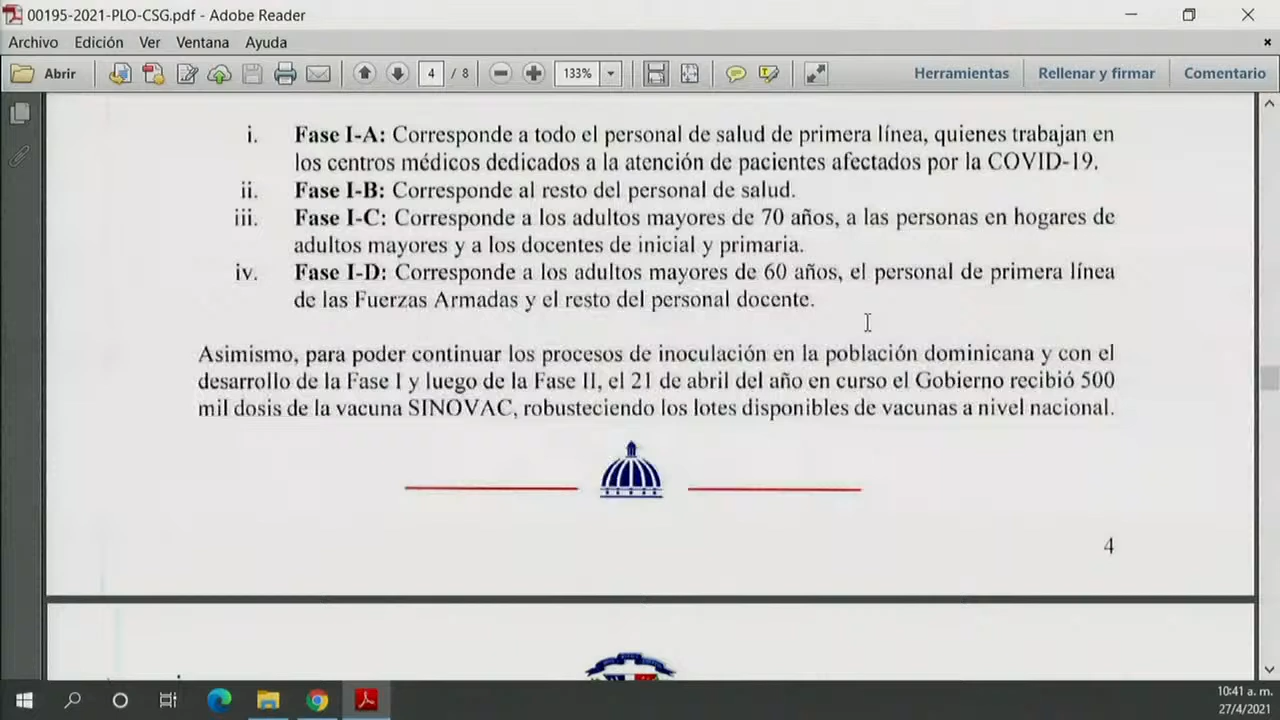 00195-2021-PLO-CSG.pdf - Adobe Reader
Archivo Edición Ver Ventana Ayuda
Abrir 4 / 8 133% Herramientas Rellenar y firmar Comentario
i. Fase I-A: Corresponde a todo el personal de salud de primera línea, quienes trabajan en
los centros médicos dedicados a la atención de pacientes afectados por la COVID-19.
ii. Fase I-B: Corresponde al resto del personal de salud.
iii. Fase I-C: Corresponde a los adultos mayores de 70 años, a las personas en hogares de
adultos mayores y a los docentes de inicial y primaria.
iv. Fase I-D: Corresponde a los adultos mayores de 60 años, el personal de primera línea
de las Fuerzas Armadas y el resto del personal docente.
Asimismo, para poder continuar los procesos de inoculación en la población dominicana y con el
desarrollo de la Fase I y luego de la Fase II, el 21 de abril del año en curso el Gobierno recibió 500
mil dosis de la vacuna SINOVAC, robusteciendo los lotes disponibles de vacunas a nivel nacional.
4
10:41 a. m.
27/4/2021